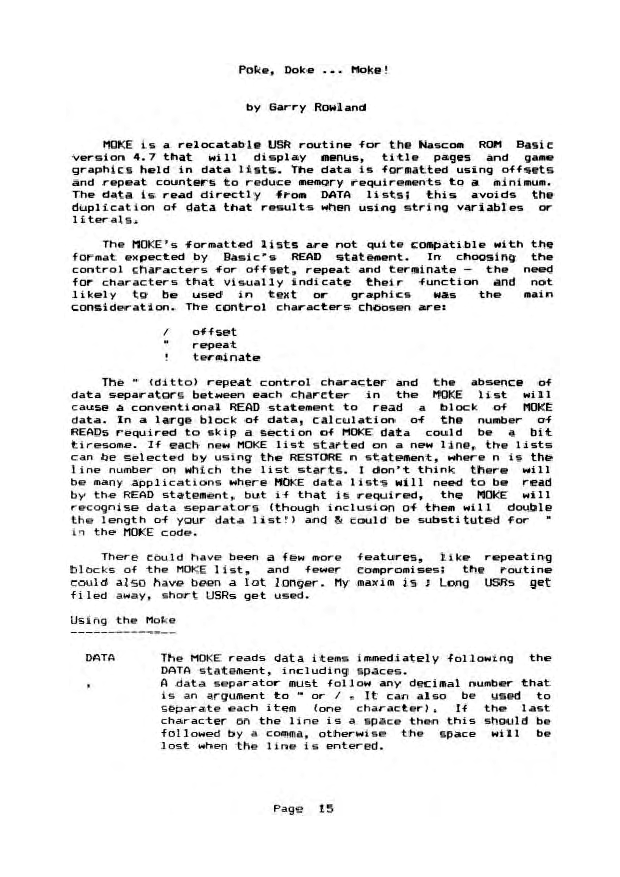 Poke, Doke ... Moke!
by Garry Rowland
MOKE is a relocatable USR routine for the Nascom ROM Basic
version 4.7 that will display menus, title pages and game
graphics held in data lists. The data is formatted using offsets
and repeat counters to reduce memory requirements to a minimum.
The data is read directly from DATA lists; this avoids the
duplication of data that results when using string variables or
literals.
The MOKE's formatted lists are not quite compatible with the
format expected by Basic's READ statement. In choosing the
control characters for offset, repeat and terminate - the need
for characters that visually indicate their function and not
likely to be used in text or graphics was the main
consideration. The control characters choosen are:
/ offset
" repeat
! terminate
The " (ditto) repeat control character and the absence of
data separators between each charcter in the MOKE list will
cause a conventional READ statement to read a block of MOKE
data. In a large block of data, calculation of the number of
READs required to skip a section of MOKE data could be a bit
tiresome. If each new MOKE list started on a new line, the lists
can be selected by using the RESTORE n statement, where n is the
line number on which the list starts. I don't think there will
be many applications where MOKE data lists will need to be read
by the READ statement, but if that is required, the MOKE will
recognise data separators (though inclusion of them will double
the length of your data list!) and & could be substituted for "
in the MOKE code.
There could have been a few more features, like repeating
blocks of the MOKE list, and fewer compromises; the routine
could also have been a lot longer. My maxim is ; Long USRs get
filed away, short USRs get used.
Using the Moke
--------------
DATA The MOKE reads data items immediately following the
DATA statement, including spaces.
, A data separator must follow any decimal number that
is an argument to " or / . It can also be used to
separate each item (one character). If the last
character on the line is a space then this should be
followed by a comma, otherwise the space will be
lost when the line is entered.
Page 15